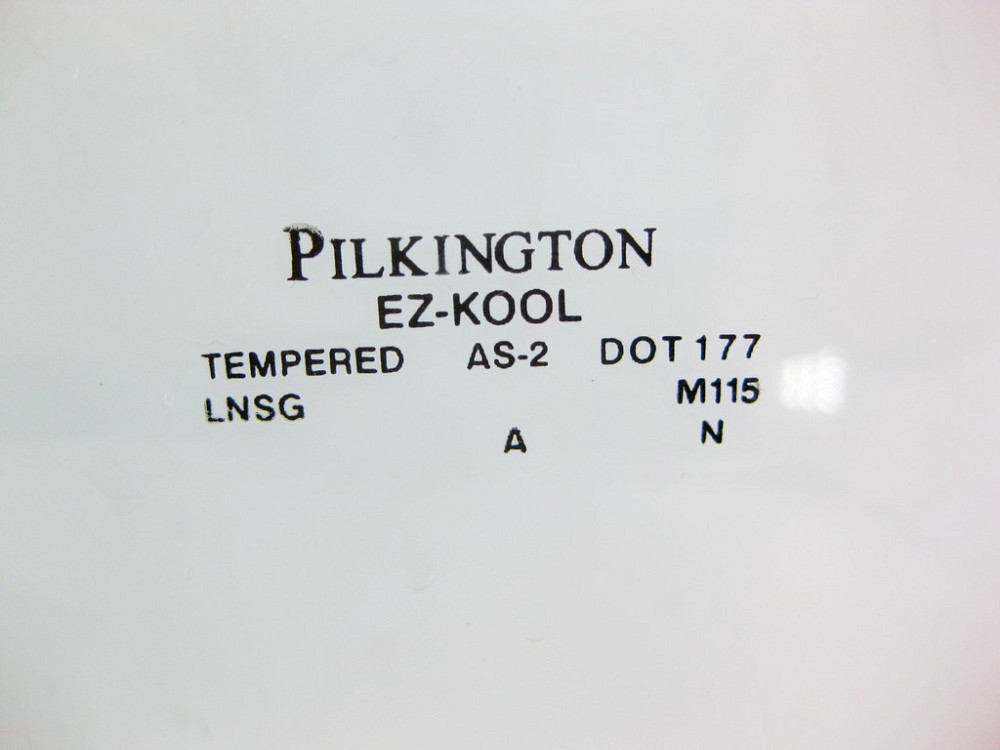 PILKINGTON
EZ-KOOL
TEMPERED AS-2 DOT 177
LNSG M115
A N